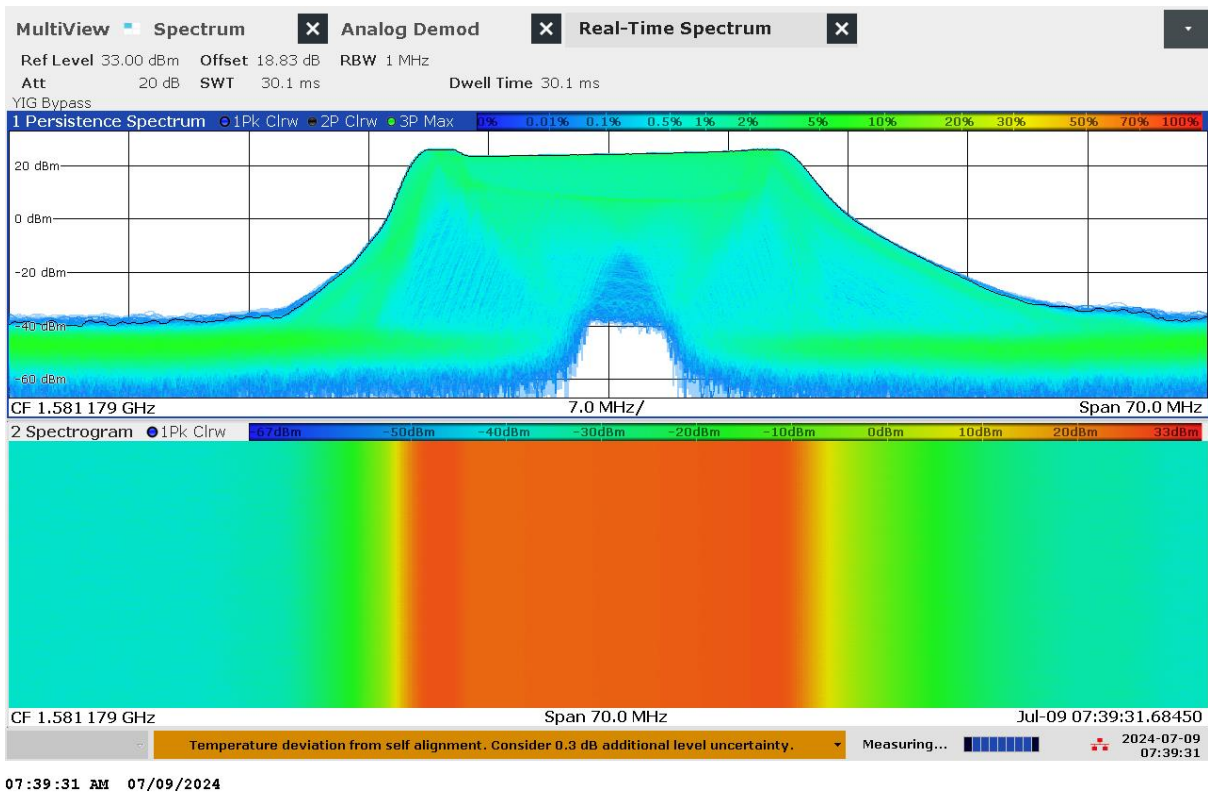 MultiView Spectrum X Analog Demod X Real-Time Spectrum X
Ref Level 33.00 dBm Offset 18.83 dB RBW 1 MHz
Att 20 dB SWT 30.1 ms Dwell Time 30.1 ms
YIG Bypass
1 Persistence Spectrum 1Pk Clrw 2P Clrw 3P Max 0% 0.01% 0.1% 0.5% 1% 2% 5% 10% 20% 30% 50% 70% 100%
20 dBm
0 dBm
-20 dBm
-40 dBm
-60 dBm
CF 1.581 179 GHz 7.0 MHz/ Span 70.0 MHz
2 Spectrogram 1Pk Clrw -67dBm -50dBm -40dBm -30dBm -20dBm -10dBm 0dBm 10dBm 20dBm 33dBm
CF 1.581 179 GHz Span 70.0 MHz Jul-09 07:39:31.68450
Temperature deviation from self alignment. Consider 0.3 dB additional level uncertainty. Measuring... 2024-07-09
07:39:31
07:39:31 AM 07/09/2024